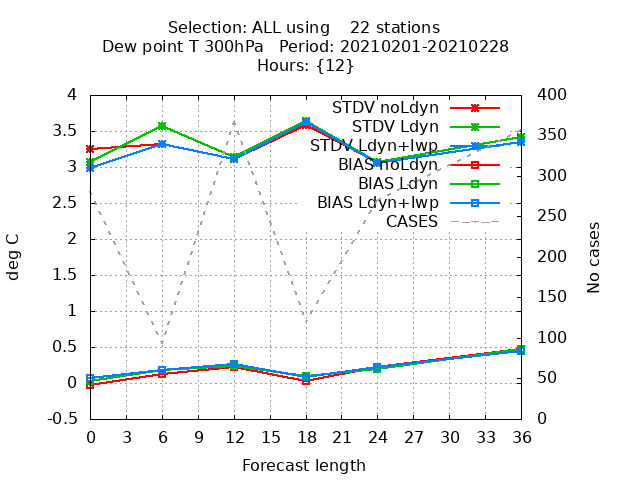 Selection: ALL using    22 stations
Dew point T 300hPa   Period: 20210201-20210228
Hours: {12}
4
3.5
3
2.5
2
1.5
1
0.5
0
-0.5
400
350
300
250
200
150
100
50
0
deg C
No cases
STDV noLdyn
STDV Ldyn
STDV Ldyn+lwp
BIAS noLdyn
BIAS Ldyn
BIAS Ldyn+lwp
CASES
0 3 6 9 12 15 18 21 24 27 30 33 36
Forecast length